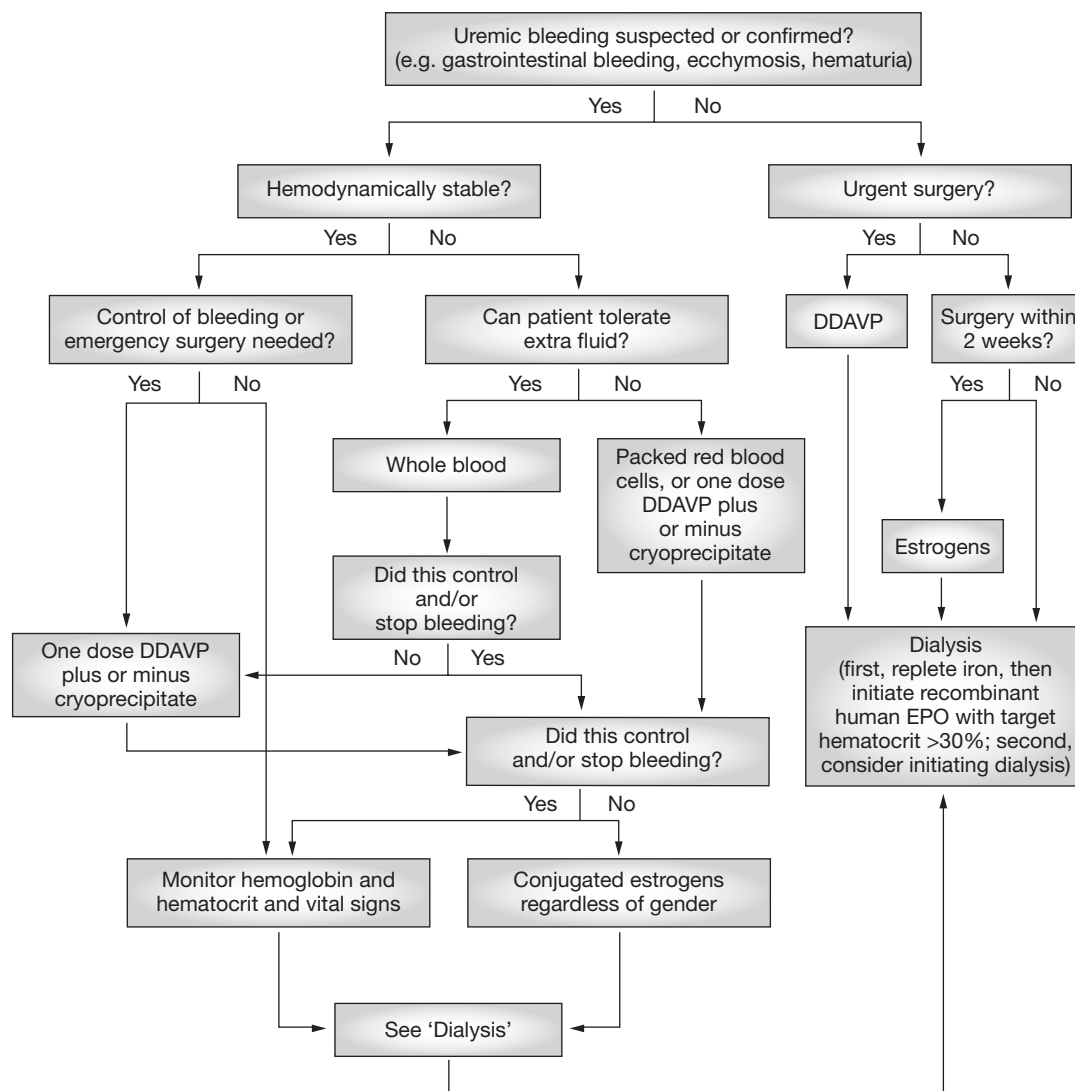 Uremic bleeding suspected or confirmed?
(e.g. gastrointestinal bleeding, ecchymosis, hematuria)
Yes
No
Hemodynamically stable?
Urgent surgery?
Yes
No
Yes
No
Control of bleeding or
emergency surgery needed?
Can patient tolerate
extra fluid?
DDAVP
Surgery within
2 weeks?
Yes
No
Yes
No
Yes
No
Whole blood
Packed red blood
cells, or one dose
DDAVP plus
or minus
cryoprecipitate
Estrogens
Did this control
and/or
stop bleeding?
No
Yes
One dose DDAVP
plus or minus
cryoprecipitate
Dialysis
(first, replete iron, then
initiate recombinant
human EPO with target
hematocrit >30%; second,
consider initiating dialysis)
Did this control
and/or stop bleeding?
Yes
No
Monitor hemoglobin and
hematocrit and vital signs
Conjugated estrogens
regardless of gender
See ‘Dialysis’